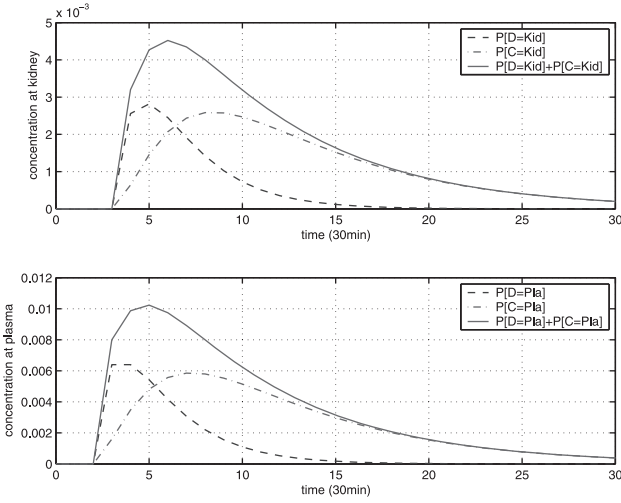 x 10⁻³
5
4
3
2
1
0
concentration at kidney
P[D=Kid]
P[C=Kid]
P[D=Kid]+P[C=Kid]
0 5 10 15 20 25 30
time (30min)
0.012
0.01
0.008
0.006
0.004
0.002
0
concentration at plasma
P[D=Pla]
P[C=Pla]
P[D=Pla]+P[C=Pla]
0 5 10 15 20 25 30
time (30min)